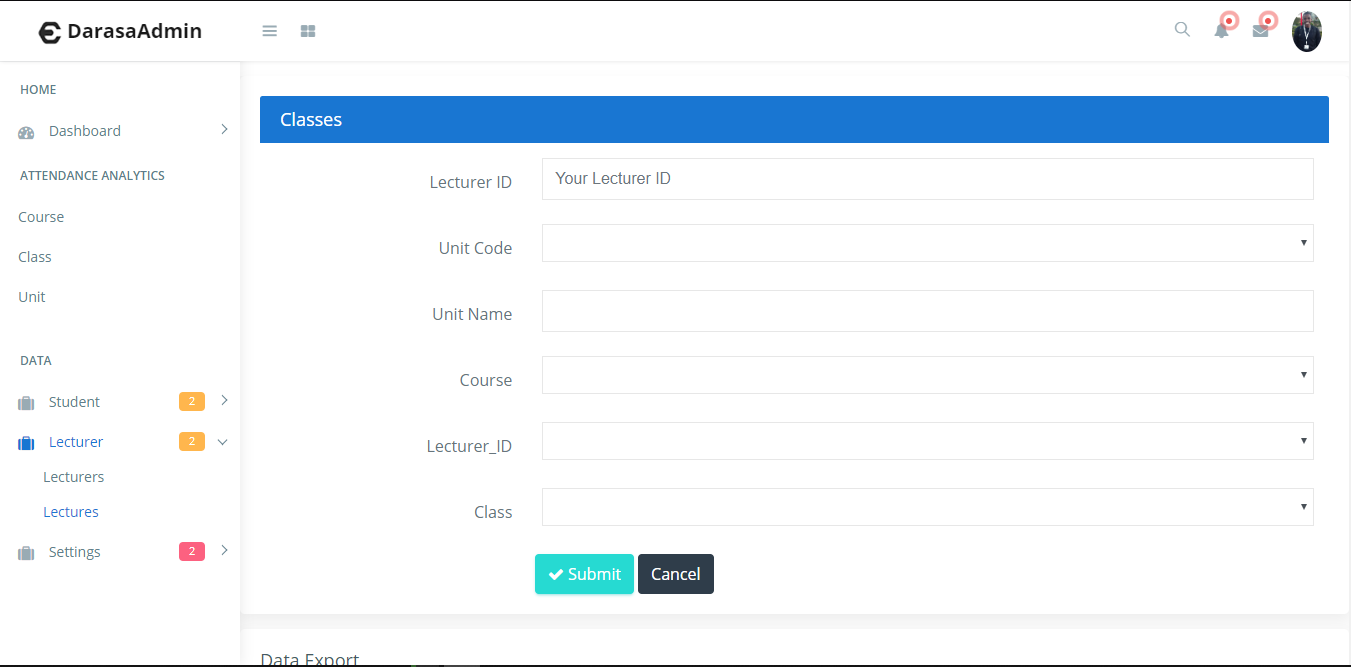 DarasaAdmin
HOME
Dashboard
ATTENDANCE ANALYTICS
Course
Class
Unit
DATA
Student 2
Lecturer 2
Lecturers
Lectures
Settings 2
Classes
Lecturer ID Your Lecturer ID
Unit Code
Unit Name
Course
Lecturer_ID
Class
Submit Cancel
Data Export